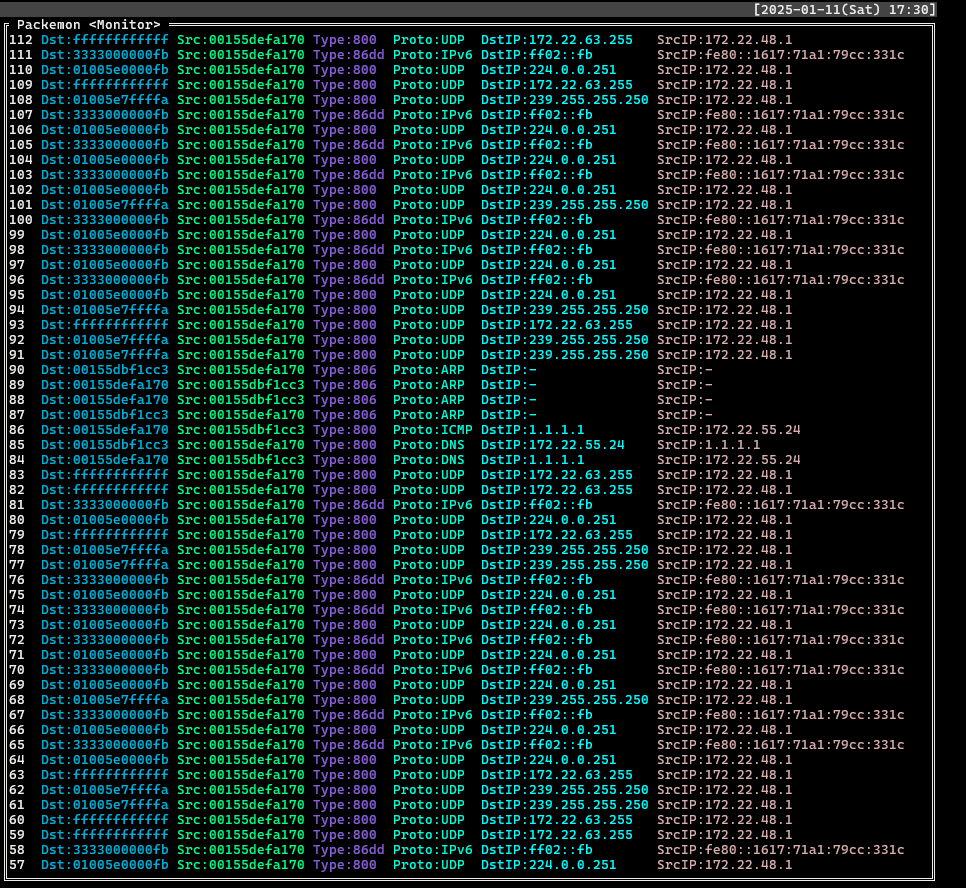 [2025-01-11(Sat) 17:30]
Packemon <Monitor>
112 Dst:ffffffffffff Src:00155defa170 Type:800 Proto:UDP DstIP:172.22.63.255 SrcIP:172.22.48.1
111 Dst:3333000000fb Src:00155defa170 Type:86dd Proto:IPv6 DstIP:ff02::fb SrcIP:fe80::1617:71a1:79cc:331c
110 Dst:01005e0000fb Src:00155defa170 Type:800 Proto:UDP DstIP:224.0.0.251 SrcIP:172.22.48.1
109 Dst:ffffffffffff Src:00155defa170 Type:800 Proto:UDP DstIP:172.22.63.255 SrcIP:172.22.48.1
108 Dst:01005e7ffffa Src:00155defa170 Type:800 Proto:UDP DstIP:239.255.255.250 SrcIP:172.22.48.1
107 Dst:3333000000fb Src:00155defa170 Type:86dd Proto:IPv6 DstIP:ff02::fb SrcIP:fe80::1617:71a1:79cc:331c
106 Dst:01005e0000fb Src:00155defa170 Type:800 Proto:UDP DstIP:224.0.0.251 SrcIP:172.22.48.1
105 Dst:3333000000fb Src:00155defa170 Type:86dd Proto:IPv6 DstIP:ff02::fb SrcIP:fe80::1617:71a1:79cc:331c
104 Dst:01005e0000fb Src:00155defa170 Type:800 Proto:UDP DstIP:224.0.0.251 SrcIP:172.22.48.1
103 Dst:3333000000fb Src:00155defa170 Type:86dd Proto:IPv6 DstIP:ff02::fb SrcIP:fe80::1617:71a1:79cc:331c
102 Dst:01005e0000fb Src:00155defa170 Type:800 Proto:UDP DstIP:224.0.0.251 SrcIP:172.22.48.1
101 Dst:01005e7ffffa Src:00155defa170 Type:800 Proto:UDP DstIP:239.255.255.250 SrcIP:172.22.48.1
100 Dst:3333000000fb Src:00155defa170 Type:86dd Proto:IPv6 DstIP:ff02::fb SrcIP:fe80::1617:71a1:79cc:331c
99 Dst:01005e0000fb Src:00155defa170 Type:800 Proto:UDP DstIP:224.0.0.251 SrcIP:172.22.48.1
98 Dst:3333000000fb Src:00155defa170 Type:86dd Proto:IPv6 DstIP:ff02::fb SrcIP:fe80::1617:71a1:79cc:331c
97 Dst:01005e0000fb Src:00155defa170 Type:800 Proto:UDP DstIP:224.0.0.251 SrcIP:172.22.48.1
96 Dst:3333000000fb Src:00155defa170 Type:86dd Proto:IPv6 DstIP:ff02::fb SrcIP:fe80::1617:71a1:79cc:331c
95 Dst:01005e0000fb Src:00155defa170 Type:800 Proto:UDP DstIP:224.0.0.251 SrcIP:172.22.48.1
94 Dst:01005e7ffffa Src:00155defa170 Type:800 Proto:UDP DstIP:239.255.255.250 SrcIP:172.22.48.1
93 Dst:ffffffffffff Src:00155defa170 Type:800 Proto:UDP DstIP:172.22.63.255 SrcIP:172.22.48.1
92 Dst:01005e7ffffa Src:00155defa170 Type:800 Proto:UDP DstIP:239.255.255.250 SrcIP:172.22.48.1
91 Dst:01005e7ffffa Src:00155defa170 Type:800 Proto:UDP DstIP:239.255.255.250 SrcIP:172.22.48.1
90 Dst:00155dbf1cc3 Src:00155dbf1cc3 Type:806 Proto:ARP DstIP:- SrcIP:-
89 Dst:00155defa170 Src:00155dbf1cc3 Type:806 Proto:ARP DstIP:- SrcIP:-
88 Dst:00155defa170 Src:00155dbf1cc3 Type:806 Proto:ARP DstIP:- SrcIP:-
87 Dst:00155dbf1cc3 Src:00155defa170 Type:806 Proto:ARP DstIP:- SrcIP:-
86 Dst:00155defa170 Src:00155dbf1cc3 Type:800 Proto:ICMP DstIP:1.1.1.1 SrcIP:172.22.55.24
85 Dst:00155dbf1cc3 Src:00155defa170 Type:800 Proto:DNS DstIP:172.22.55.24 SrcIP:1.1.1.1
84 Dst:00155defa170 Src:00155dbf1cc3 Type:800 Proto:DNS DstIP:1.1.1.1 SrcIP:172.22.55.24
83 Dst:ffffffffffff Src:00155defa170 Type:800 Proto:UDP DstIP:172.22.63.255 SrcIP:172.22.48.1
82 Dst:ffffffffffff Src:00155defa170 Type:800 Proto:UDP DstIP:172.22.63.255 SrcIP:172.22.48.1
81 Dst:3333000000fb Src:00155defa170 Type:86dd Proto:IPv6 DstIP:ff02::fb SrcIP:fe80::1617:71a1:79cc:331c
80 Dst:01005e0000fb Src:00155defa170 Type:800 Proto:UDP DstIP:224.0.0.251 SrcIP:172.22.48.1
79 Dst:ffffffffffff Src:00155defa170 Type:800 Proto:UDP DstIP:172.22.63.255 SrcIP:172.22.48.1
78 Dst:01005e7ffffa Src:00155defa170 Type:800 Proto:UDP DstIP:239.255.255.250 SrcIP:172.22.48.1
77 Dst:01005e7ffffa Src:00155defa170 Type:800 Proto:UDP DstIP:239.255.255.250 SrcIP:172.22.48.1
76 Dst:3333000000fb Src:00155defa170 Type:86dd Proto:IPv6 DstIP:ff02::fb SrcIP:fe80::1617:71a1:79cc:331c
75 Dst:01005e0000fb Src:00155defa170 Type:800 Proto:UDP DstIP:224.0.0.251 SrcIP:172.22.48.1
74 Dst:3333000000fb Src:00155defa170 Type:86dd Proto:IPv6 DstIP:ff02::fb SrcIP:fe80::1617:71a1:79cc:331c
73 Dst:01005e0000fb Src:00155defa170 Type:800 Proto:UDP DstIP:224.0.0.251 SrcIP:172.22.48.1
72 Dst:3333000000fb Src:00155defa170 Type:86dd Proto:IPv6 DstIP:ff02::fb SrcIP:fe80::1617:71a1:79cc:331c
71 Dst:01005e0000fb Src:00155defa170 Type:800 Proto:UDP DstIP:224.0.0.251 SrcIP:172.22.48.1
70 Dst:3333000000fb Src:00155defa170 Type:86dd Proto:IPv6 DstIP:ff02::fb SrcIP:fe80::1617:71a1:79cc:331c
69 Dst:01005e0000fb Src:00155defa170 Type:800 Proto:UDP DstIP:224.0.0.251 SrcIP:172.22.48.1
68 Dst:01005e7ffffa Src:00155defa170 Type:800 Proto:UDP DstIP:239.255.255.250 SrcIP:172.22.48.1
67 Dst:3333000000fb Src:00155defa170 Type:86dd Proto:IPv6 DstIP:ff02::fb SrcIP:fe80::1617:71a1:79cc:331c
66 Dst:01005e0000fb Src:00155defa170 Type:800 Proto:UDP DstIP:224.0.0.251 SrcIP:172.22.48.1
65 Dst:3333000000fb Src:00155defa170 Type:86dd Proto:IPv6 DstIP:ff02::fb SrcIP:fe80::1617:71a1:79cc:331c
64 Dst:01005e0000fb Src:00155defa170 Type:800 Proto:UDP DstIP:224.0.0.251 SrcIP:172.22.48.1
63 Dst:ffffffffffff Src:00155defa170 Type:800 Proto:UDP DstIP:172.22.63.255 SrcIP:172.22.48.1
62 Dst:01005e7ffffa Src:00155defa170 Type:800 Proto:UDP DstIP:239.255.255.250 SrcIP:172.22.48.1
61 Dst:01005e7ffffa Src:00155defa170 Type:800 Proto:UDP DstIP:239.255.255.250 SrcIP:172.22.48.1
60 Dst:ffffffffffff Src:00155defa170 Type:800 Proto:UDP DstIP:172.22.63.255 SrcIP:172.22.48.1
59 Dst:ffffffffffff Src:00155defa170 Type:800 Proto:UDP DstIP:172.22.63.255 SrcIP:172.22.48.1
58 Dst:3333000000fb Src:00155defa170 Type:86dd Proto:IPv6 DstIP:ff02::fb SrcIP:fe80::1617:71a1:79cc:331c
57 Dst:01005e0000fb Src:00155defa170 Type:800 Proto:UDP DstIP:224.0.0.251 SrcIP:172.22.48.1